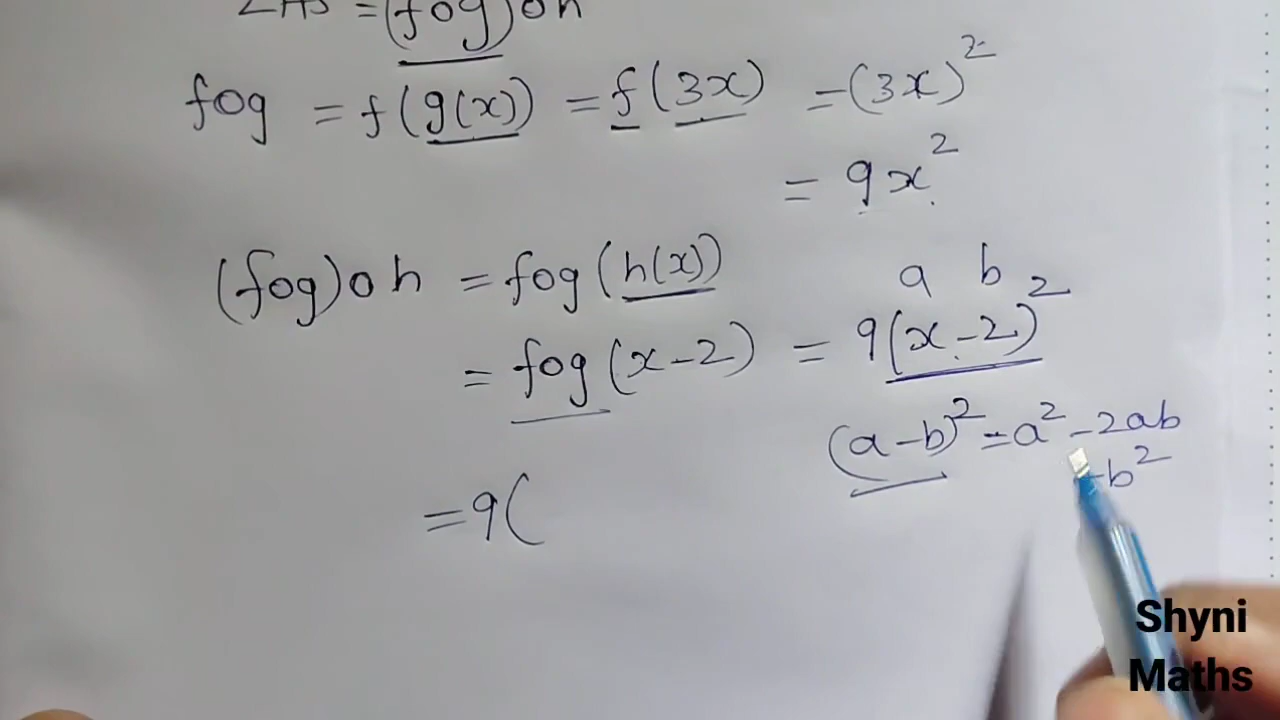 LHS = (fog)oh
fog = f(g(x)) = f(3x) = (3x)²
= 9x²
(fog)oh = fog(h(x)) a b
= fog(x-2) = 9(x-2)²
(a-b)² = a² - 2ab
b²
= 9(
Shyni
Maths